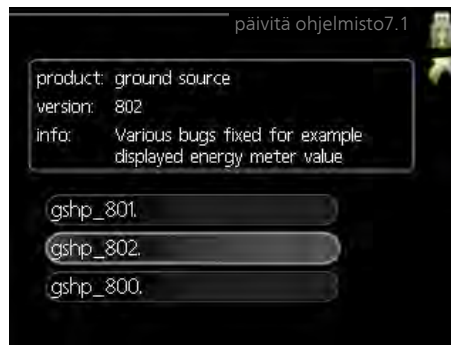 päivitä ohjelmisto7.1
product: ground source
version: 802
info: Various bugs fixed for example
displayed energy meter value
gshp_801.
gshp_802.
gshp_800.